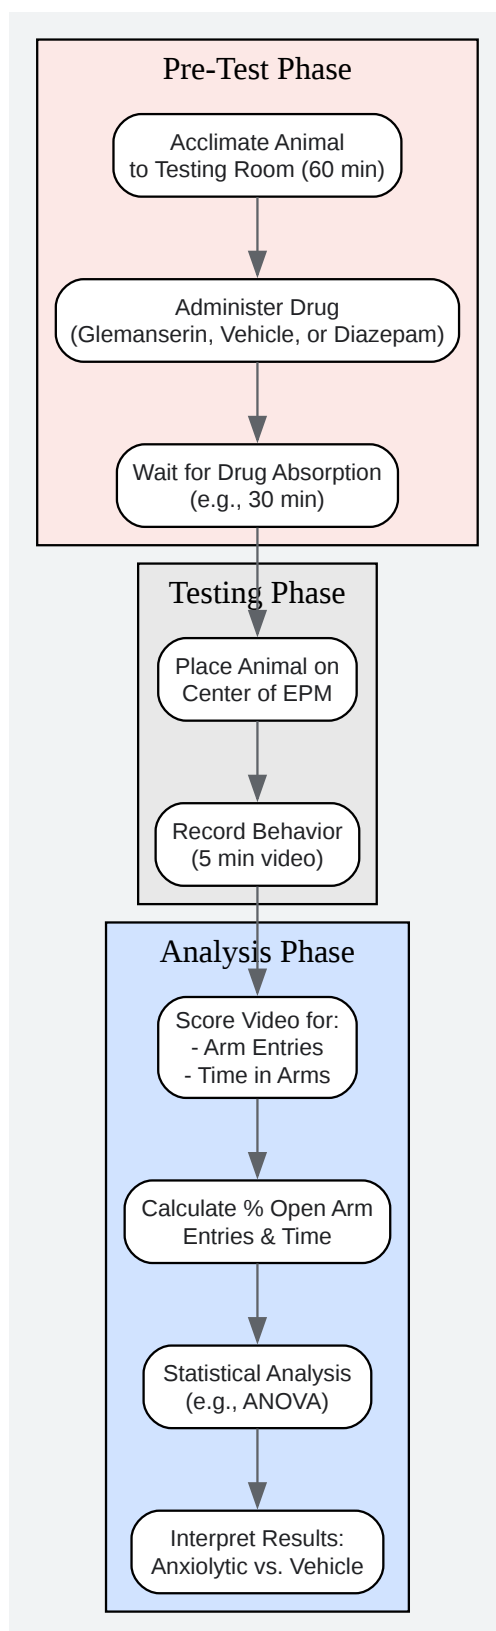 Pre-Test Phase
Acclimate Animal
to Testing Room (60 min)
Administer Drug
(Glemanserin, Vehicle, or Diazepam)
Wait for Drug Absorption
(e.g., 30 min)
Testing Phase
Place Animal on
Center of EPM
Record Behavior
(5 min video)
Analysis Phase
Score Video for:
- Arm Entries
- Time in Arms
Calculate % Open Arm
Entries & Time
Statistical Analysis
(e.g., ANOVA)
Interpret Results:
Anxiolytic vs. Vehicle